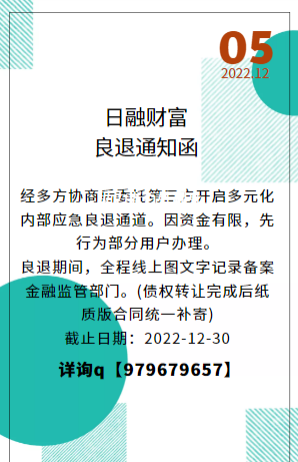 05
2022.12
日融财富
良退通知函
经多方协商后委托第三方开启多元化
内部应急良退通道。因资金有限，先
行为部分用户办理。
良退期间，全程线上图文字记录备案
金融监管部门。(债权转让完成后纸
质版合同统一补寄)
截止日期：2022-12-30
详询q【979679657】